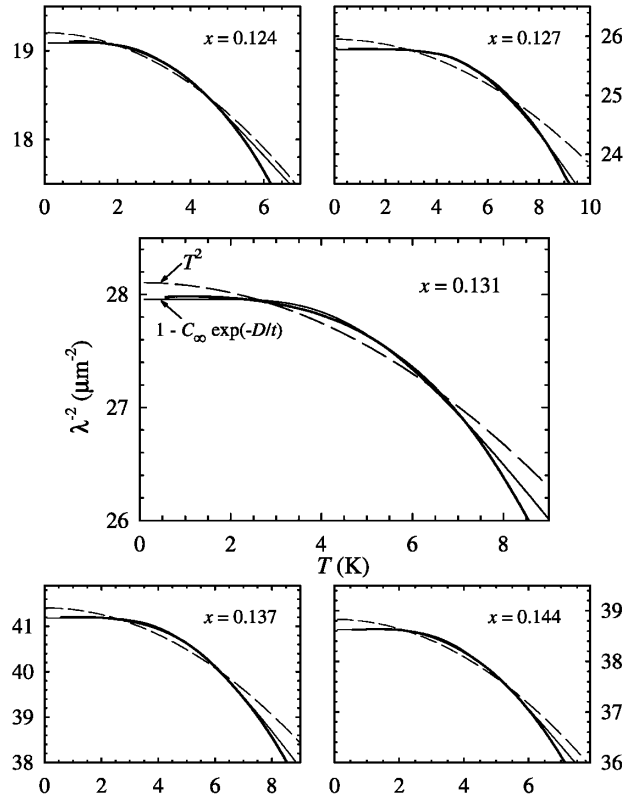 x = 0.124
19
18
0 2 4 6
x = 0.127
26
25
24
0 2 4 6 8 10
28
27
26
T²
1 - C∞ exp(-D/t)
x = 0.131
λ⁻² (μm⁻²)
0 2 4 6 8
T (K)
x = 0.137
41
40
39
38
0 2 4 6 8
x = 0.144
39
38
37
36
0 2 4 6